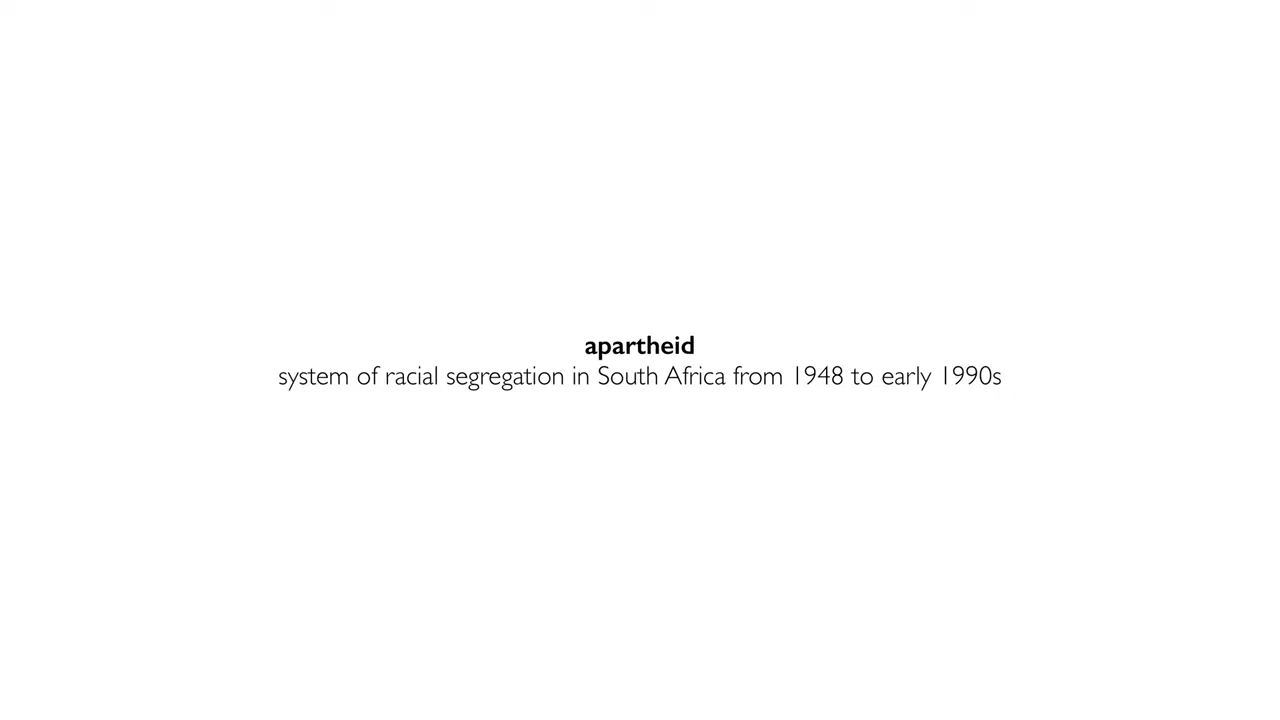 apartheid
system of racial segregation in South Africa from 1948 to early 1990s